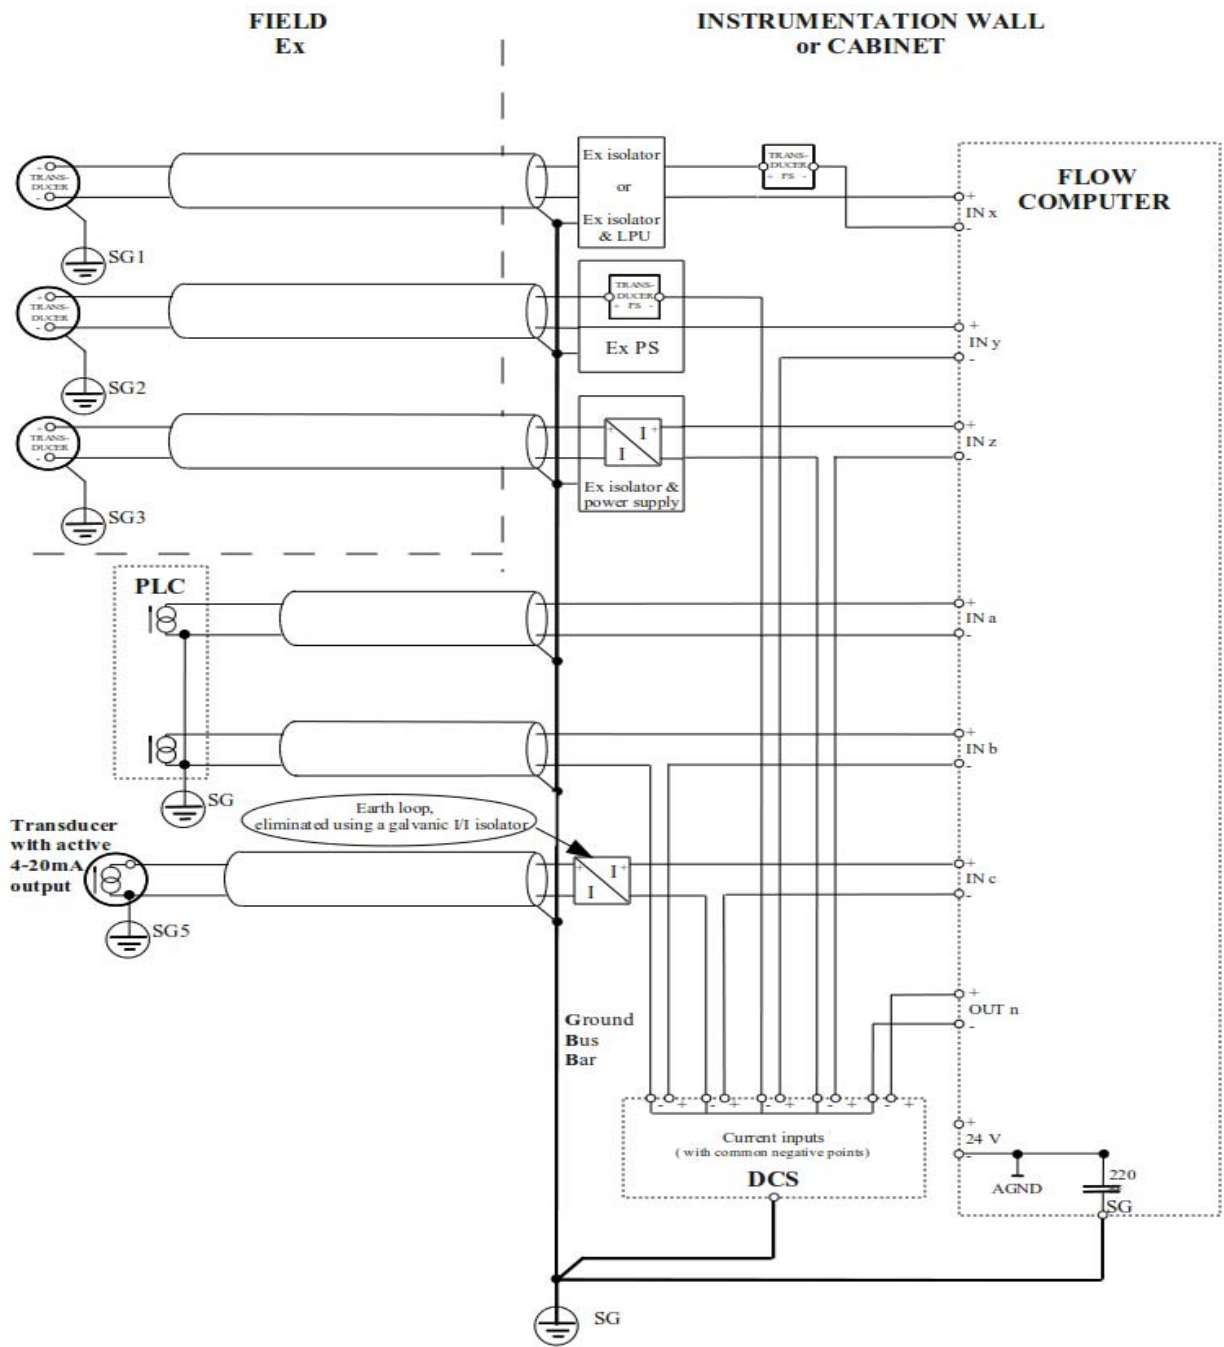 FIELD
Ex
INSTRUMENTATION WALL
or CABINET
+
TRANS-
DUCER
-
SG1
Ex isolator
or
Ex isolator
& LPU
TRANS-
DUCER
+ PS -
FLOW
COMPUTER
+
IN x
-
+
TRANS-
DUCER
-
SG2
TRANS-
DUCER
+ PS -
Ex PS
+
IN y
-
+
TRANS-
DUCER
-
SG3
+ I +
I
Ex isolator &
power supply
+
IN z
-
PLC
+
IN a
-
+
IN b
-
SG
Earth loop,
eliminated using a galvanic I/I isolator
Transducer
with active
4-20mA
output
SG5
+ I +
I
+
IN c
-
Ground
Bus
Bar
+
OUT n
-
- + - + - + - + - +
Current inputs
( with common negative points)
DCS
+
24 V
-
AGND
220
SG
SG